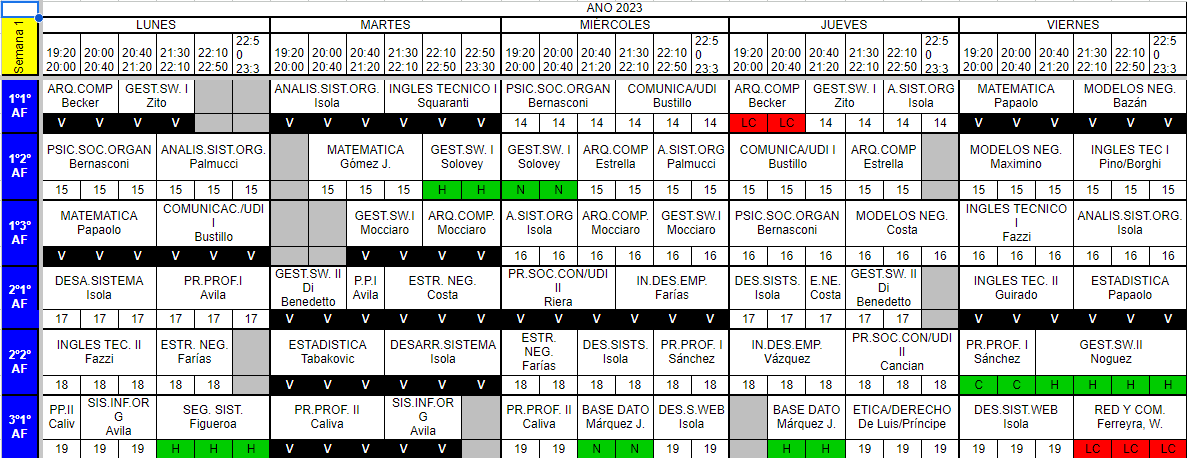 ANO 2023
Semana 1
LUNES MARTES MIÉRCOLES JUEVES VIERNES
19:20 20:00 20:40 21:30 22:10 22:50 19:20 20:00 20:40 21:30 22:10 22:50 19:20 20:00 20:40 21:30 22:10 22:50 19:20 20:00 20:40 21:30 22:10 22:50 19:20 20:00 20:40 21:30 22:10 22:50
20:00 20:40 21:20 22:10 22:50 23:3 20:00 20:40 21:20 22:10 22:50 23:30 20:00 20:40 21:20 22:10 22:50 23:3 20:00 20:40 21:20 22:10 22:50 23:3 20:00 20:40 21:20 22:10 22:50 23:3
1º1º AF
ARQ.COMP GEST.SW. I ANALIS.SIST.ORG. INGLES TECNICO I PSIC.SOC.ORGAN COMUNICA/UDI ARQ.COMP GEST.SW. I A.SIST.ORG MATEMATICA MODELOS NEG.
Becker Zito Isola Squaranti Bernasconi Bustillo Becker Zito Isola Papaolo Bazán
V V V V V V V V V V 14 14 14 14 14 14 LC LC 14 14 14 14 V V V V V V
1º2º AF
PSIC.SOC.ORGAN ANALIS.SIST.ORG. MATEMATICA GEST.SW. I GEST.SW. I ARQ.COMP A.SIST.ORG COMUNICA/UDI I ARQ.COMP MODELOS NEG. INGLES TEC I
Bernasconi Palmucci Gómez J. Solovey Solovey Estrella Palmucci Bustillo Estrella Maximino Pino/Borghi
15 15 15 15 15 15 15 15 15 H H N N 15 15 15 15 15 15 15 15 15 15 15 15 15 15 15
1º3º AF
MATEMATICA COMUNICAC./UDI I GEST.SW.I ARQ.COMP. A.SIST.ORG ARQ.COMP. GEST.SW.I PSIC.SOC.ORGAN MODELOS NEG. INGLES TECNICO I ANALIS.SIST.ORG.
Papaolo Bustillo Mocciaro Mocciaro Isola Mocciaro Mocciaro Bernasconi Costa Fazzi Isola
V V V V V V V V V V 16 16 16 16 16 16 16 16 16 16 16 16 16 16 16 16 16 16
2º1º AF
DESA.SISTEMA PR.PROF.I GEST.SW. II P.P.I ESTR. NEG. PR.SOC.CON/UDI II IN.DES.EMP. DES.SISTS. E.NE. GEST.SW. II INGLES TEC. II ESTADISTICA
Isola Avila Di Benedetto Avila Costa Riera Farías Isola Costa Di Benedetto Guirado Papaolo
17 17 17 17 17 17 V V V V V V V V V V V V 17 17 17 17 17 V V V V V V
2º2º AF
INGLES TEC. II ESTR. NEG. ESTADISTICA DESARR.SISTEMA ESTR. NEG. DES.SISTS. PR.PROF. I IN.DES.EMP. PR.SOC.CON/UDI II PR.PROF. I GEST.SW.II
Fazzi Farías Tabakovic Isola Farías Isola Sánchez Vázquez Cancian Sánchez Noguez
18 18 18 18 18 V V V V V V 18 18 18 18 18 18 18 18 18 18 18 18 C C H H H H
3º1º AF
PP.II SIS.INF.ORG SEG. SIST. PR.PROF. II SIS.INF.ORG PR.PROF. II BASE DATO DES.S.WEB BASE DATO ETICA/DERECHO DES.SIST.WEB RED Y COM.
Caliv Avila Figueroa Caliva Avila Caliva Márquez J. Isola Márquez J. De Luis/Príncipe Isola Ferreyra, W.
19 19 19 H H H V V V V V 19 19 N N 19 19 H H 19 19 19 19 19 19 LC LC LC